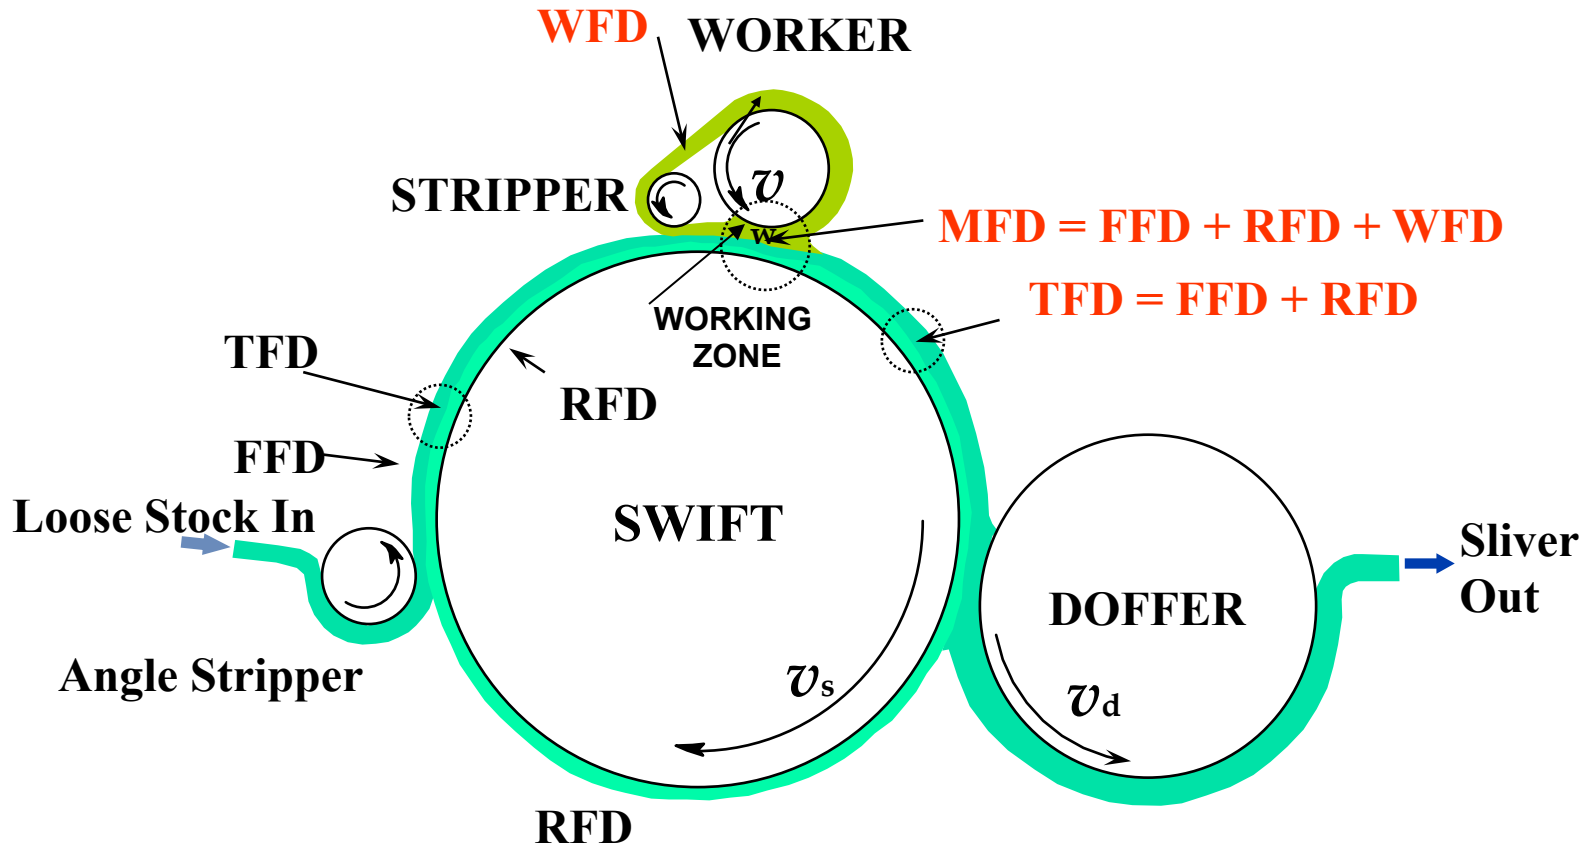 WFD
WORKER
STRIPPER
v
w
MFD = FFD + RFD + WFD
TFD = FFD + RFD
WORKING
ZONE
TFD
RFD
FFD
Loose Stock In
SWIFT
Sliver
Out
DOFFER
Angle Stripper
vs
vd
RFD